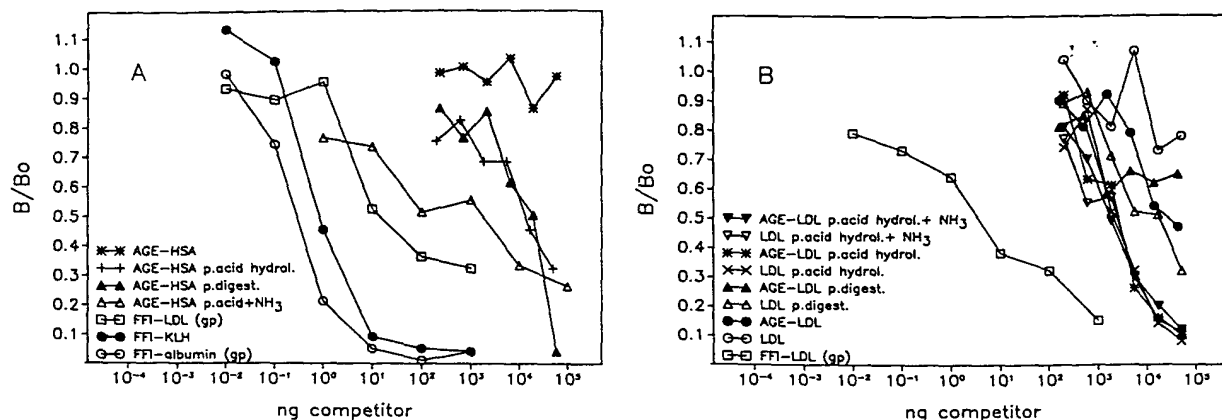 A
B/Bo
1.1
1.0
0.9
0.8
0.7
0.6
0.5
0.4
0.3
0.2
0.1
AGE-HSA
AGE-HSA p.acid hydrol.
AGE-HSA p.digest.
AGE-HSA p.acid+NH3
FFI-LDL (gp)
FFI-KLH
FFI-albumin (gp)
10-4 10-3 10-2 10-1 100 101 102 103 104 105
ng competitor
B
B/Bo
1.1
1.0
0.9
0.8
0.7
0.6
0.5
0.4
0.3
0.2
0.1
AGE-LDL p.acid hydrol.+ NH3
LDL p.acid hydrol.+ NH3
AGE-LDL p.acid hydrol.
LDL p.acid hydrol.
AGE-LDL p.digest.
LDL p.digest.
AGE-LDL
LDL
FFI-LDL (gp)
10-4 10-3 10-2 10-1 100 101 102 103 104 105
ng competitor